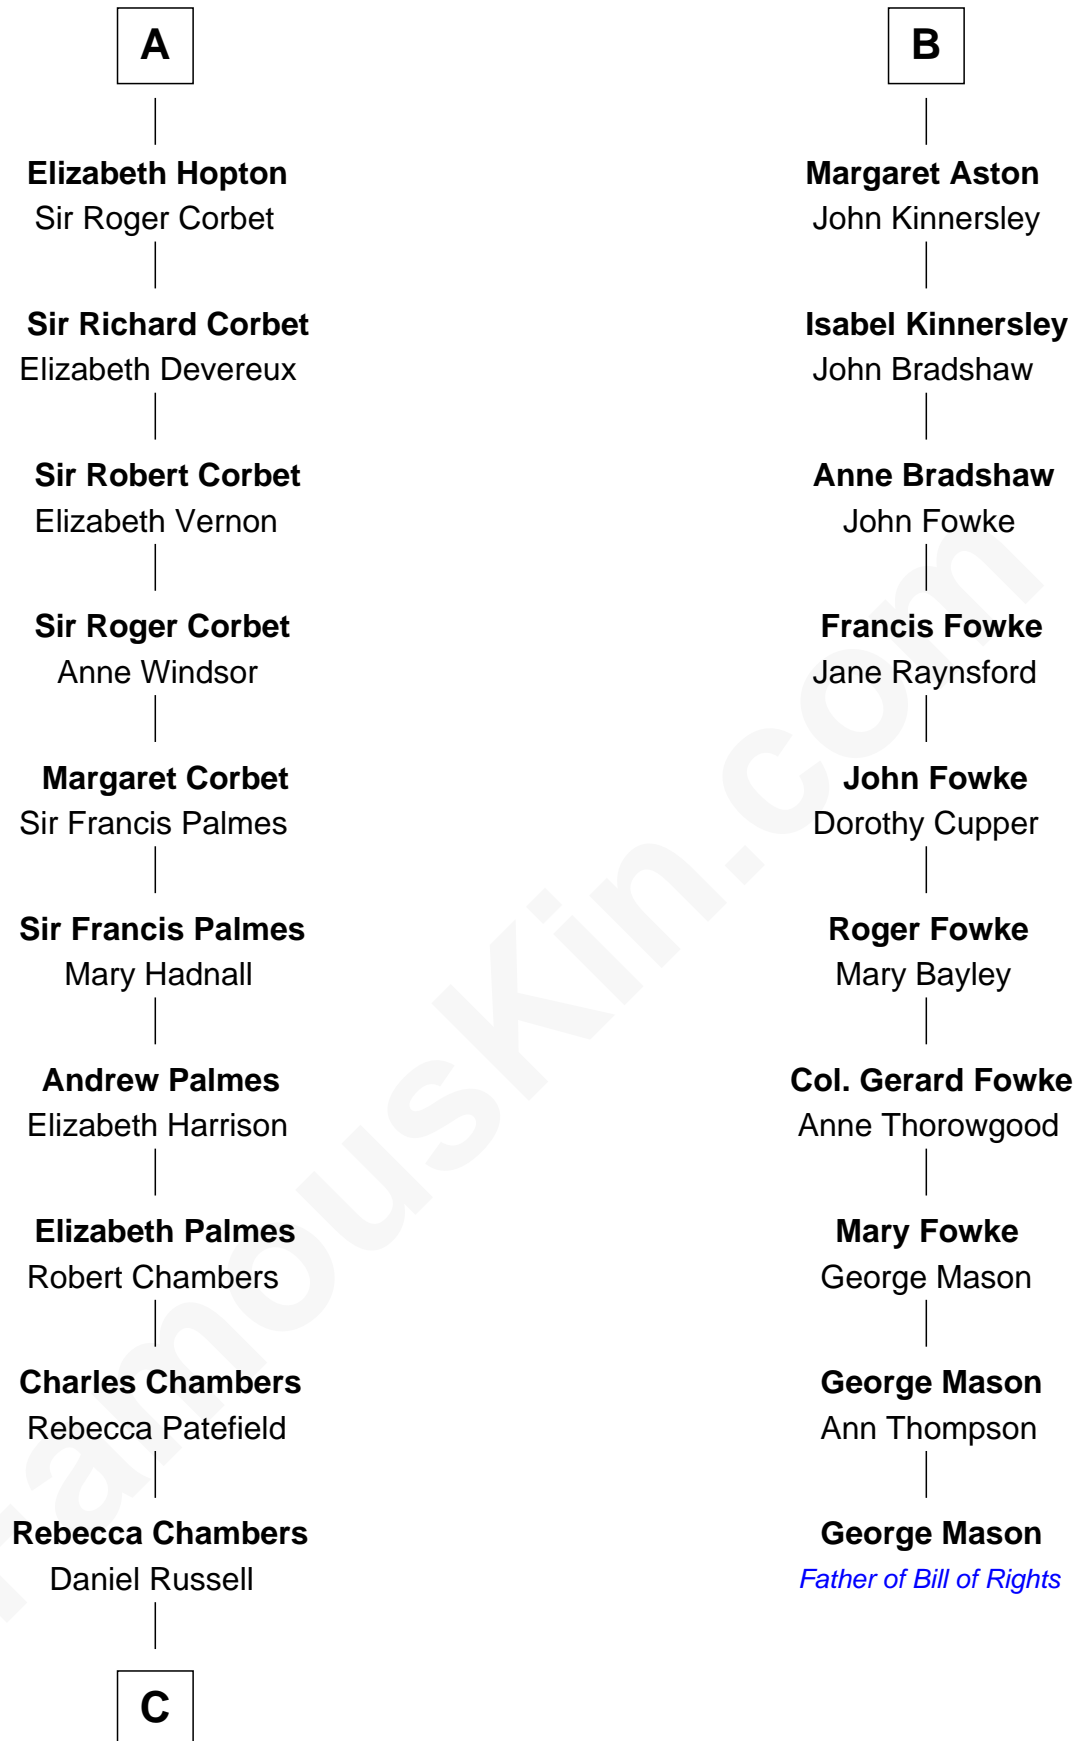 A
Elizabeth Hopton
Sir Roger Corbet
Sir Richard Corbet
Elizabeth Devereux
Sir Robert Corbet
Elizabeth Vernon
Sir Roger Corbet
Anne Windsor
Margaret Corbet
Sir Francis Palmes
Sir Francis Palmes
Mary Hadnall
Andrew Palmes
Elizabeth Harrison
Elizabeth Palmes
Robert Chambers
Charles Chambers
Rebecca Patefield
Rebecca Chambers
Daniel Russell
C
B
Margaret Aston
John Kinnersley
Isabel Kinnersley
John Bradshaw
Anne Bradshaw
John Fowke
Francis Fowke
Jane Raynsford
John Fowke
Dorothy Cupper
Roger Fowke
Mary Bayley
Col. Gerard Fowke
Anne Thorowgood
Mary Fowke
George Mason
George Mason
Ann Thompson
George Mason
Father of Bill of Rights
FamousKin.com